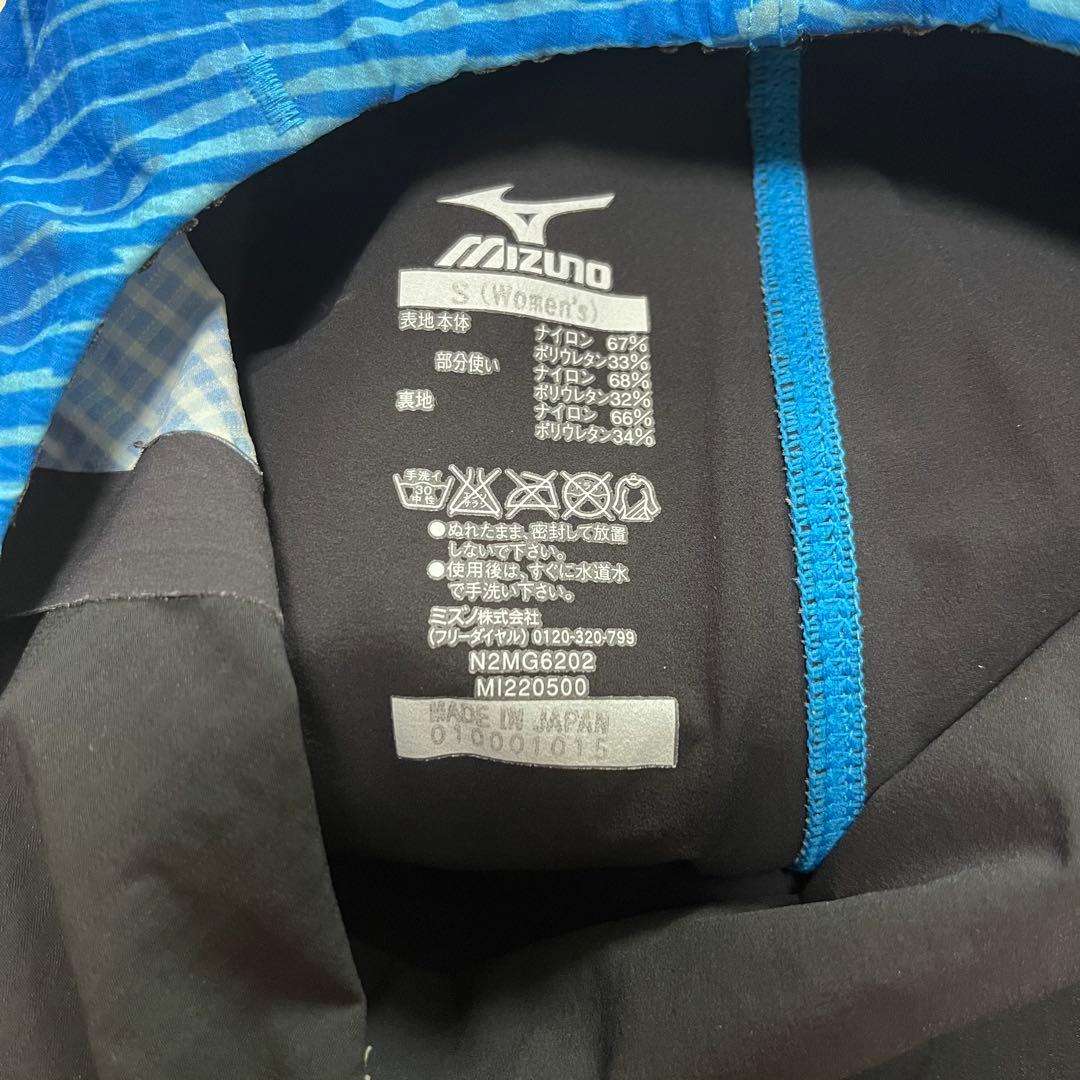 MIZUNO
S (Women's)
表地本体 ナイロン 67%
ポリウレタン33%
部分使い ナイロン 68%
ポリウレタン32%
裏地 ナイロン 66%
ポリウレタン34%
手洗イ
30
中性
●ぬれたまま、密封して放置
しないで下さい。
●使用後は、すぐに水道水
で手洗い下さい。
ミズノ株式会社
(フリーダイヤル) 0120-320-799
N2MG6202
MI220500
MADE IN JAPAN
010001015